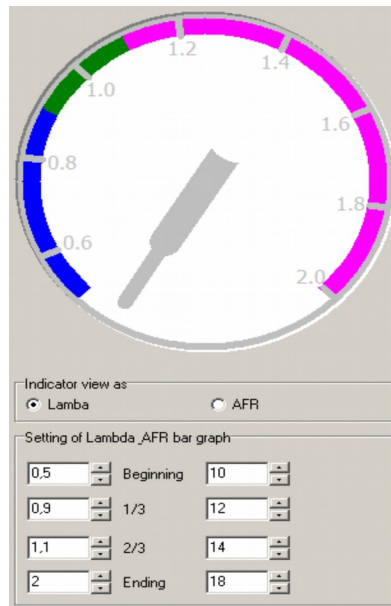 1.2
1.0
1.4
1.6
0.8
1.8
0.6
2.0
Indicator view as
Lamba
AFR
Setting of Lambda_AFR bar graph
0,5 Beginning 10
0,9 1/3 12
1,1 2/3 14
2 Ending 18